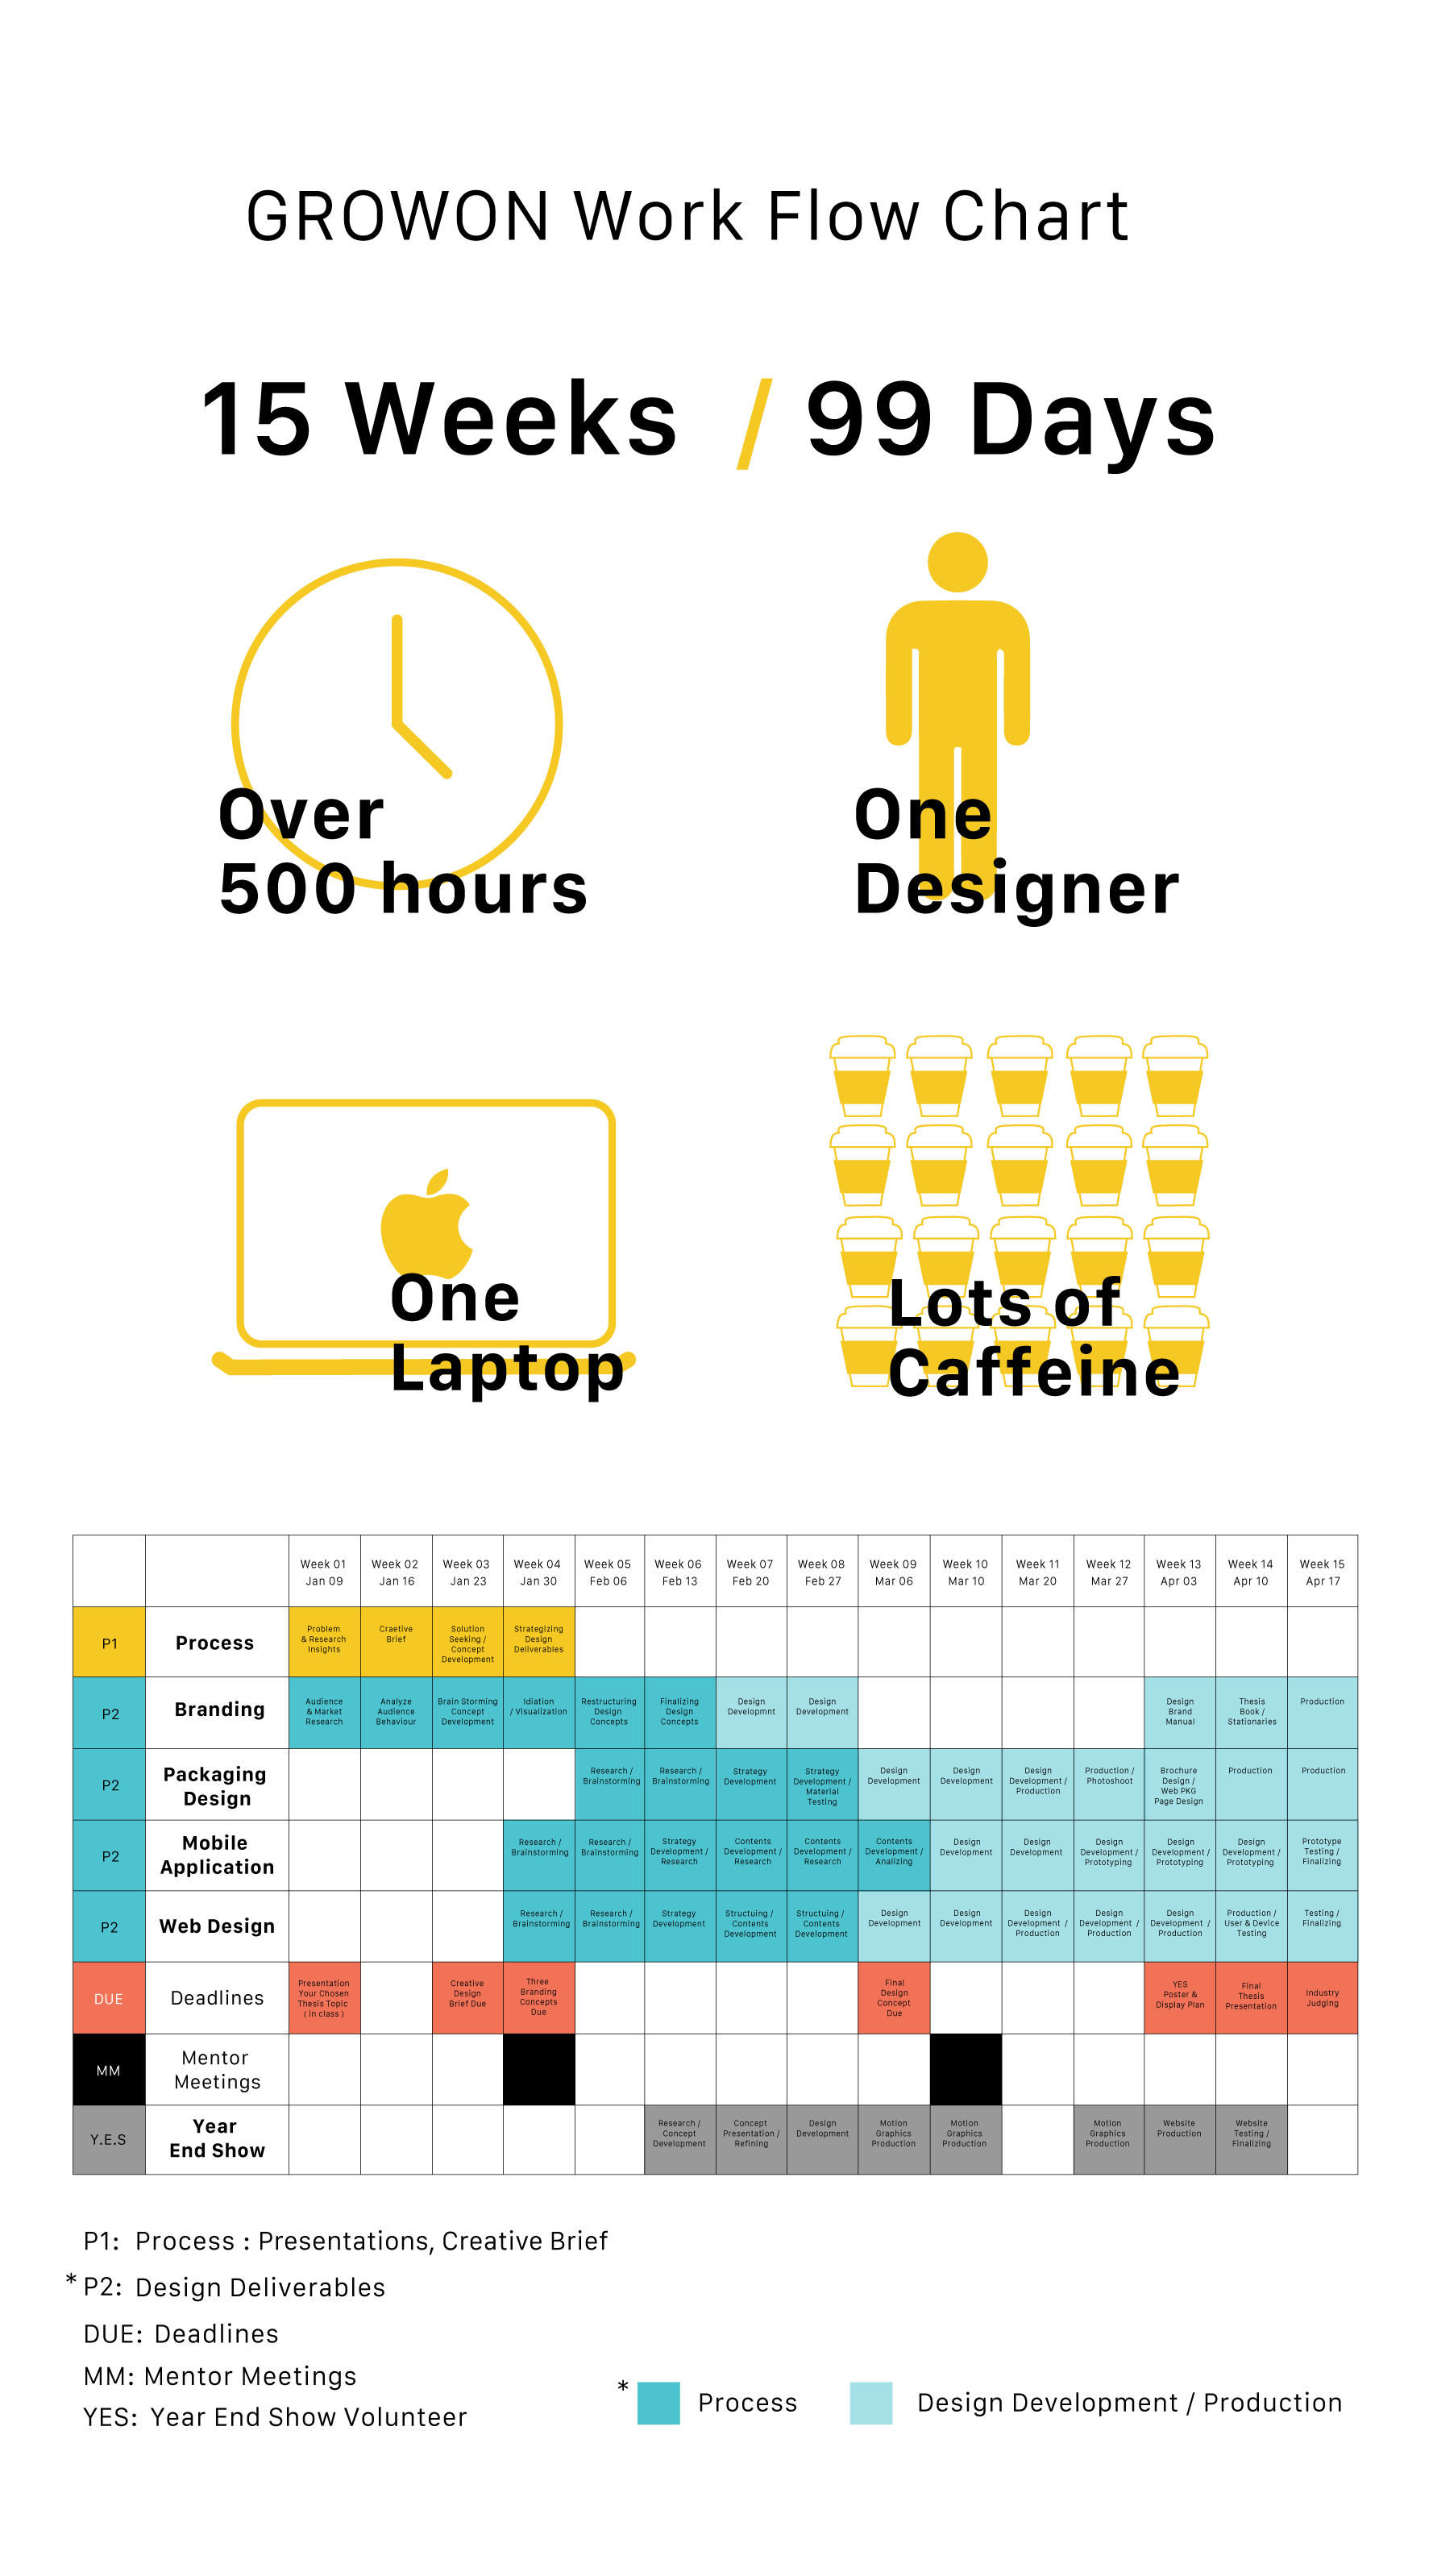 GROWON Work Flow Chart
15 Weeks / 99 Days
Over
500 hours
One
Designer
One
Laptop
Lots of
Caffeine
Week 01
Jan 09
Week 02
Jan 16
Week 03
Jan 23
Week 04
Jan 30
Week 05
Feb 06
Week 06
Feb 13
Week 07
Feb 20
Week 08
Feb 27
Week 09
Mar 06
Week 10
Mar 10
Week 11
Mar 20
Week 12
Mar 27
Week 13
Apr 03
Week 14
Apr 10
Week 15
Apr 17
P1
Process
Problem
& Research
Insights
Craetive
Brief
Solution
Seeking /
Concept
Development
Strategizing
Design
Deliverables
P2
Branding
Audience
& Market
Research
Analyze
Audience
Behaviour
Brain Storming
Concept
Development
Idiation
/ Visualization
Restructuring
Design
Concepts
Finalizing
Design
Concepts
Design
Developmnt
Design
Development
Design
Brand
Manual
Thesis
Book /
Stationaries
Production
P2
Packaging
Design
Research /
Brainstorming
Research /
Brainstorming
Strategy
Development
Strategy
Development /
Material
Testing
Design
Development
Design
Development
Design
Development /
Production
Production /
Photoshoot
Brochure
Design /
Web PKG
Page Design
Production
Production
P2
Mobile
Application
Research /
Brainstorming
Research /
Brainstorming
Strategy
Development /
Research
Contents
Development /
Research
Contents
Development /
Research
Contents
Development /
Analizing
Design
Development
Design
Development
Design
Development /
Prototyping
Design
Development /
Prototyping
Design
Development /
Prototyping
Prototype
Testing /
Finalizing
P2
Web Design
Research /
Brainstorming
Research /
Brainstorming
Strategy
Development
Structuing /
Contents
Development
Structuing /
Contents
Development
Design
Development
Design
Development
Design
Development /
Production
Design
Development /
Production
Design
Development /
Production
Production /
User & Device
Testing
Testing /
Finalizing
DUE
Deadlines
Presentation
Your Chosen
Thesis Topic
( in class )
Creative
Design
Brief Due
Three
Branding
Concepts
Due
Final
Design
Concept
Due
YES
Poster &
Display Plan
Final
Thesis
Presentation
Industry
Judging
MM
Mentor
Meetings
Y.E.S
Year
End Show
Research /
Concept
Development
Concept
Presentation /
Refining
Design
Development
Motion
Graphics
Production
Motion
Graphics
Production
Motion
Graphics
Production
Website
Production
Website
Testing /
Finalizing
P1: Process : Presentations, Creative Brief
* P2: Design Deliverables
DUE: Deadlines
MM: Mentor Meetings
YES: Year End Show Volunteer
* Process
Design Development / Production